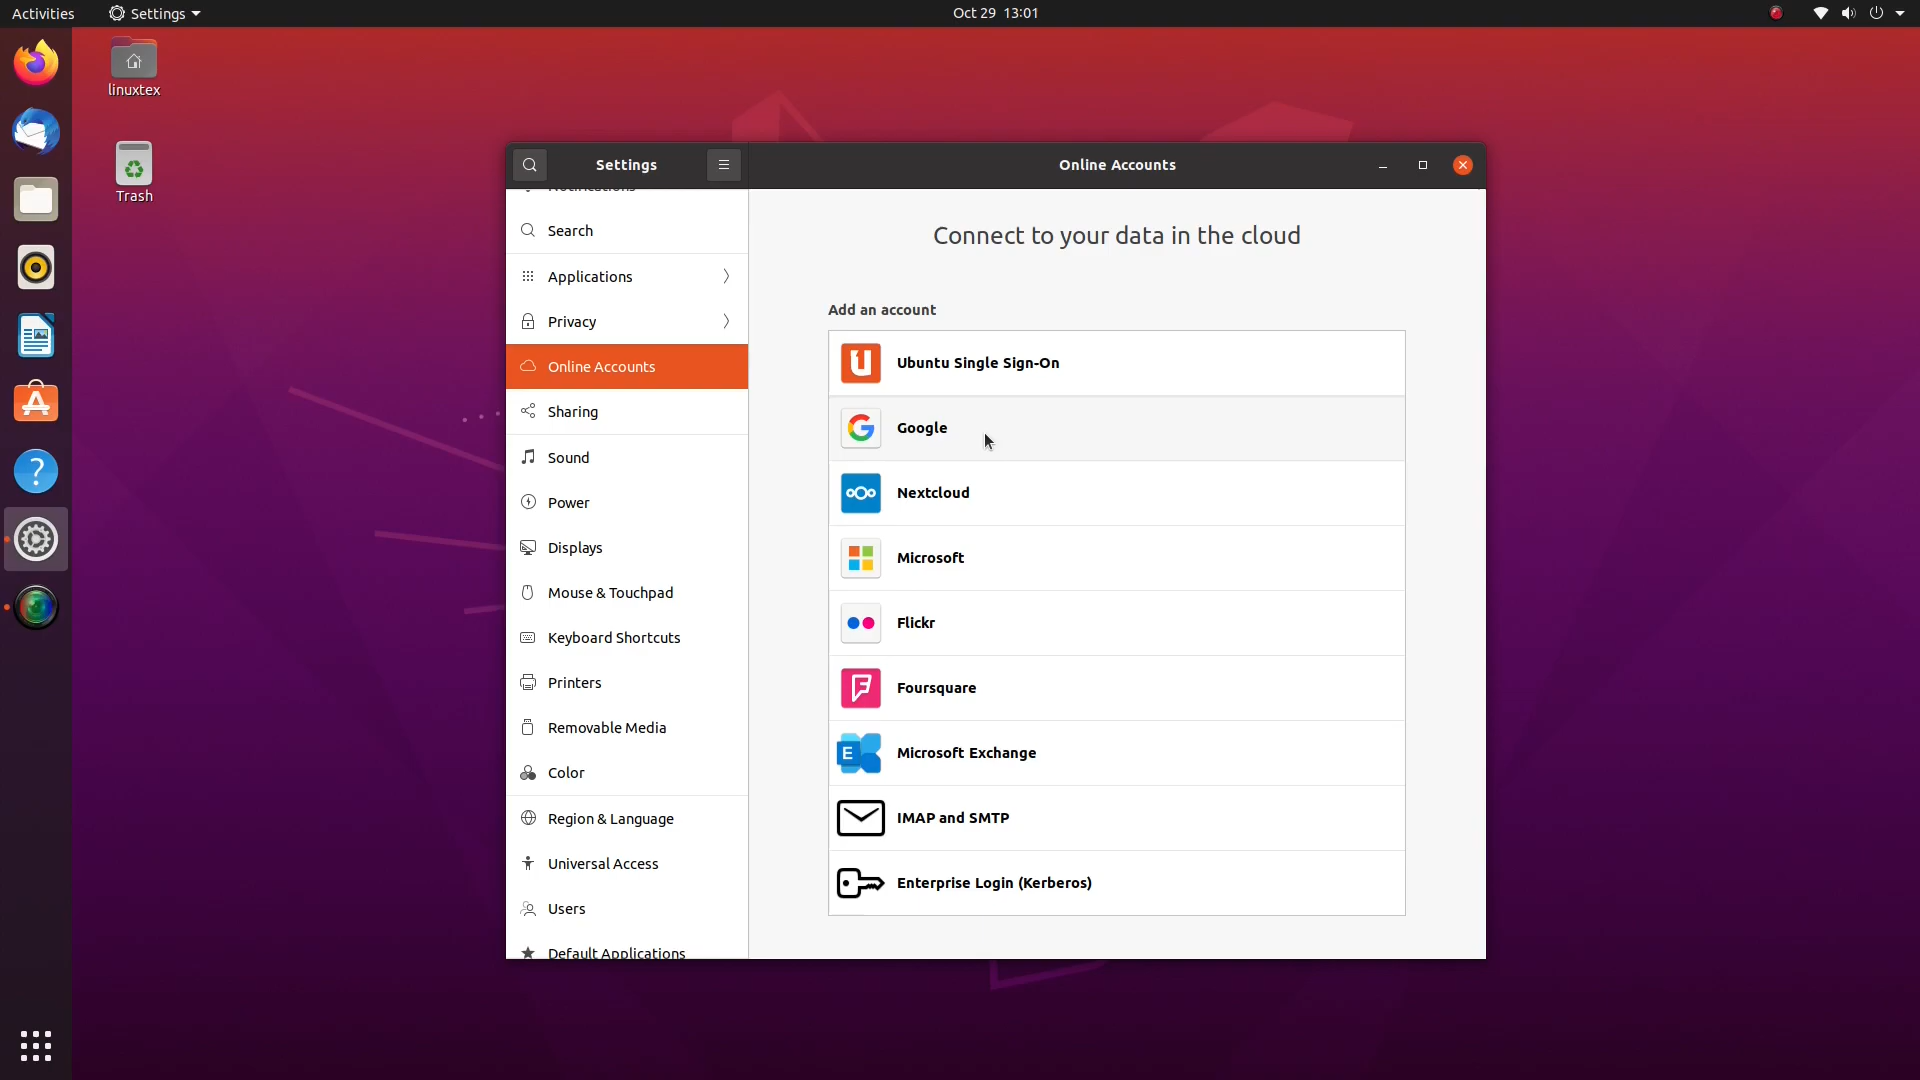 Activities
Settings
Oct 29 13:01
linuxtex
Trash
Settings
Online Accounts
Notifications
Search
Applications
Privacy
Online Accounts
Sharing
Sound
Power
Displays
Mouse & Touchpad
Keyboard Shortcuts
Printers
Removable Media
Color
Region & Language
Universal Access
Users
Default Applications
Connect to your data in the cloud
Add an account
Ubuntu Single Sign-On
Google
Nextcloud
Microsoft
Flickr
Foursquare
Microsoft Exchange
IMAP and SMTP
Enterprise Login (Kerberos)